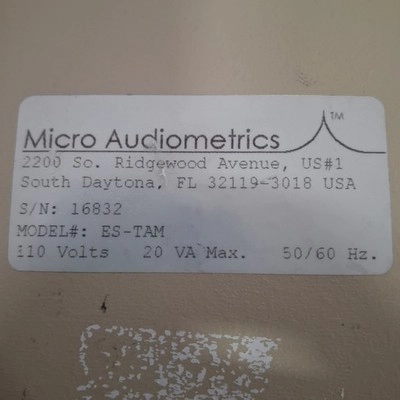 Micro Audiometrics TM
2200 So. Ridgewood Avenue, US#1
South Daytona, FL 32119-3018 USA
S/N: 16832
MODEL#: ES-TAM
110 Volts 20 VA Max. 50/60 Hz.